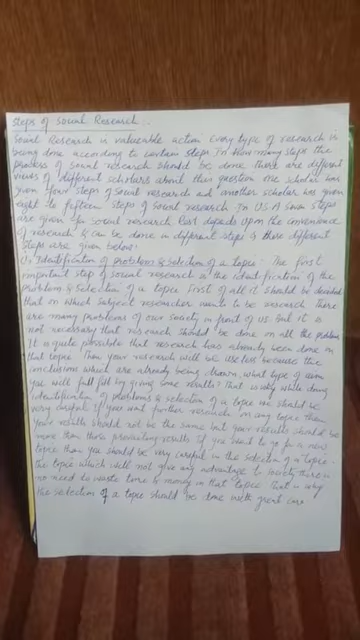 Steps of Social Research:-
Social Research is valueable action Every type of research is
being done according to certain steps In How many steps the
process of social research should be done there are different
views of different scholars about this question one scholar has
given four steps of social research and another scholar has given
eight to fifteen steps of social research In U.S.A seven steps
are given In social research last depends upon the convenience
of research & can be done in different steps & these different
steps are given below:
(1) Identification of problems & Selection of a topic: The first
important step of social research is the identification of the
problems & Selection of a topic First of all it should be decided
that on which subject researcher wants to be research There
are many problems of our society in front of us. But it is
not necessary that research should be done on all the problem
It is quite possible that research has already been done on
that topic Then your research will be useless because the
conclusions which are already being drawn what type of
you will full fill by giving same results? That is why while doing
identification of problems & selection of a topic we should be
very careful If you want further research on any topic then
your results should not be the same but your results should be
more than those results If you want to go for a new
topic than you should be very careful in the selection of a topic
the topic which will not give any advantage to society there is
no need to waste time & money in that topic That is why
the selection of a topic should be done with great care